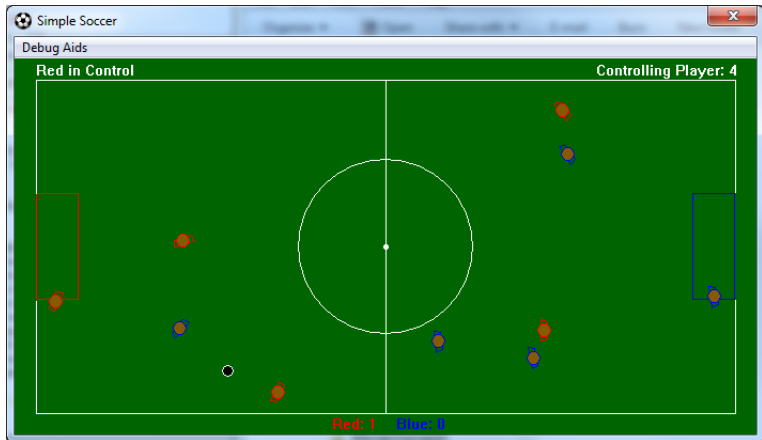 Simple Soccer
Debug Aids
Red in Control Controlling Player: 4
Red: 1 Blue: 0